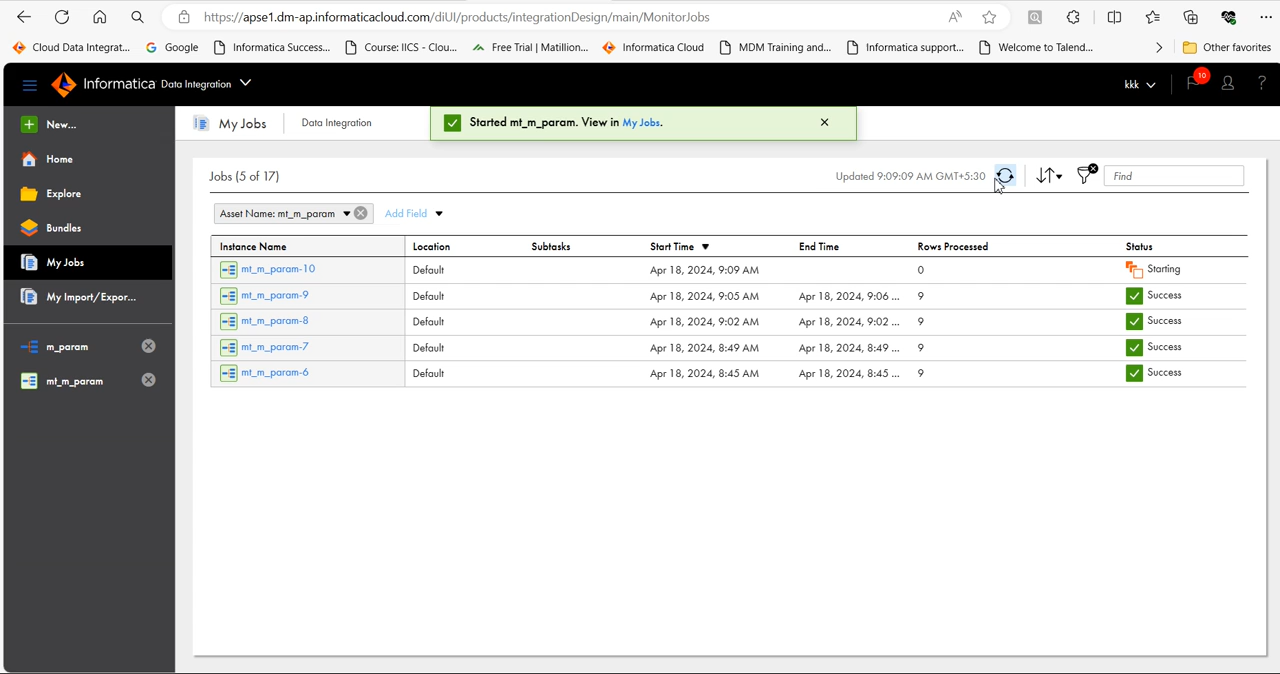 https://apse1.dm-ap.informaticacloud.com/diUI/products/integrationDesign/main/MonitorJobs
Cloud Data Integrat... Google Informatica Success... Course: IICS - Clou... Free Trial | Matillion... Informatica Cloud MDM Training and... Informatica support... Welcome to Talend... Other favorites
Informatica Data Integration kkk 10 ?
New... My Jobs Data Integration Started mt_m_param. View in My Jobs.
Home
Jobs (5 of 17) Updated 9:09:09 AM GMT+5:30 Find
Explore
Asset Name: mt_m_param Add Field
Bundles
Instance Name Location Subtasks Start Time End Time Rows Processed Status
My Jobs
mt_m_param-10 Default Apr 18, 2024, 9:09 AM 0 Starting
My Import/Expor...
mt_m_param-9 Default Apr 18, 2024, 9:05 AM Apr 18, 2024, 9:06 ... 9 Success
mt_m_param-8 Default Apr 18, 2024, 9:02 AM Apr 18, 2024, 9:02 ... 9 Success
m_param
mt_m_param-7 Default Apr 18, 2024, 8:49 AM Apr 18, 2024, 8:49 ... 9 Success
mt_m_param
mt_m_param-6 Default Apr 18, 2024, 8:45 AM Apr 18, 2024, 8:45 ... 9 Success